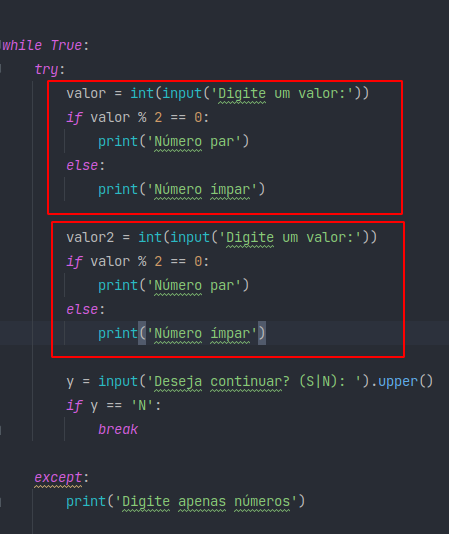 while True:
try:
valor = int(input('Digite um valor:'))
if valor % 2 == 0:
print('Número par')
else:
print('Número ímpar')
valor2 = int(input('Digite um valor:'))
if valor % 2 == 0:
print('Número par')
else:
print('Número ímpar')
y = input('Deseja continuar? (S|N): ').upper()
if y == 'N':
break
except:
print('Digite apenas números')